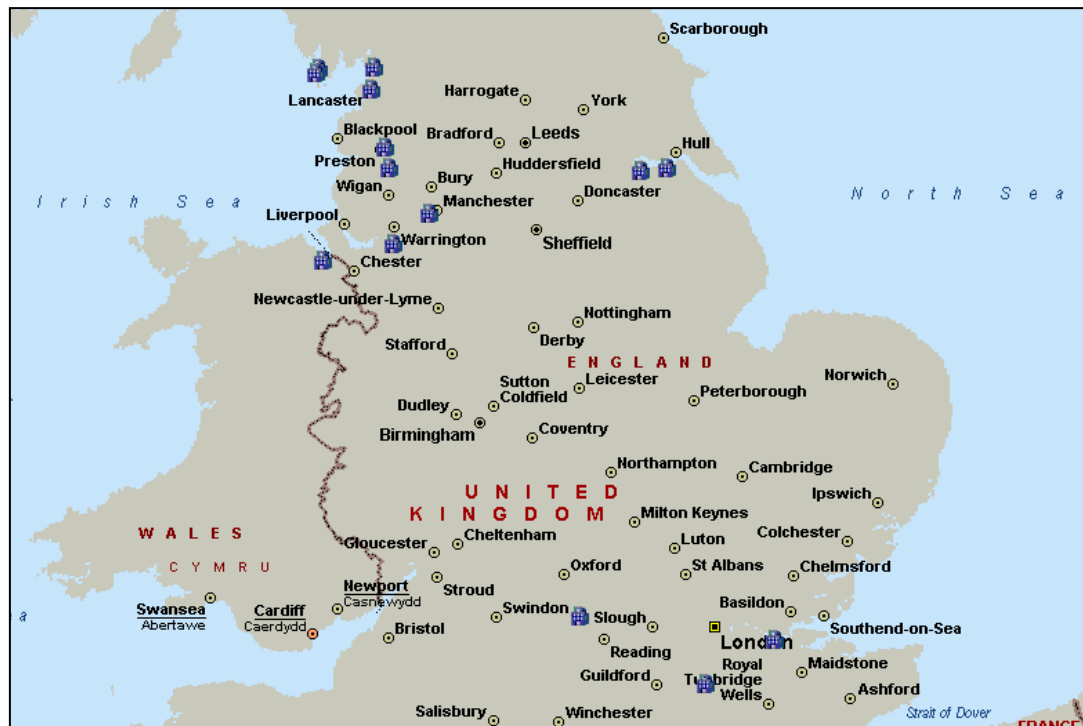 Scarborough
Harrogate
York
Lancaster
Blackpool
Bradford
Leeds
Hull
Preston
Huddersfield
Wigan
Bury
Doncaster
Irish Sea
North Sea
Manchester
Liverpool
Warrington
Sheffield
Chester
Newcastle-under-Lyme
Nottingham
Derby
Stafford
ENGLAND
Sutton
Coldfield
Leicester
Norwich
Peterborough
Dudley
Birmingham
Coventry
Northampton
Cambridge
UNITED
KINGDOM
Ipswich
Milton Keynes
WALES
Colchester
Cheltenham
Gloucester
Luton
CYMRU
Oxford
St Albans
Chelmsford
Newport
Casnewydd
Stroud
Swansea
Abertawe
Cardiff
Caerdydd
Swindon
Slough
Basildon
Bristol
Southend-on-Sea
London
Reading
Royal
Tunbridge
Wells
Maidstone
Guildford
Ashford
Salisbury
Winchester
Strait of Dover
FRANCE